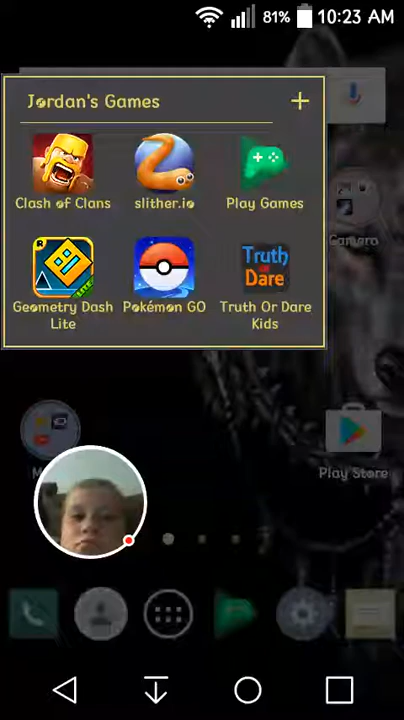 81% 10:23 AM
Jordan's Games
Clash of Clans slither.io Play Games
Camera
Truth
Dare
Geometry Dash Lite Pokémon GO Truth Or Dare Kids
Play Store